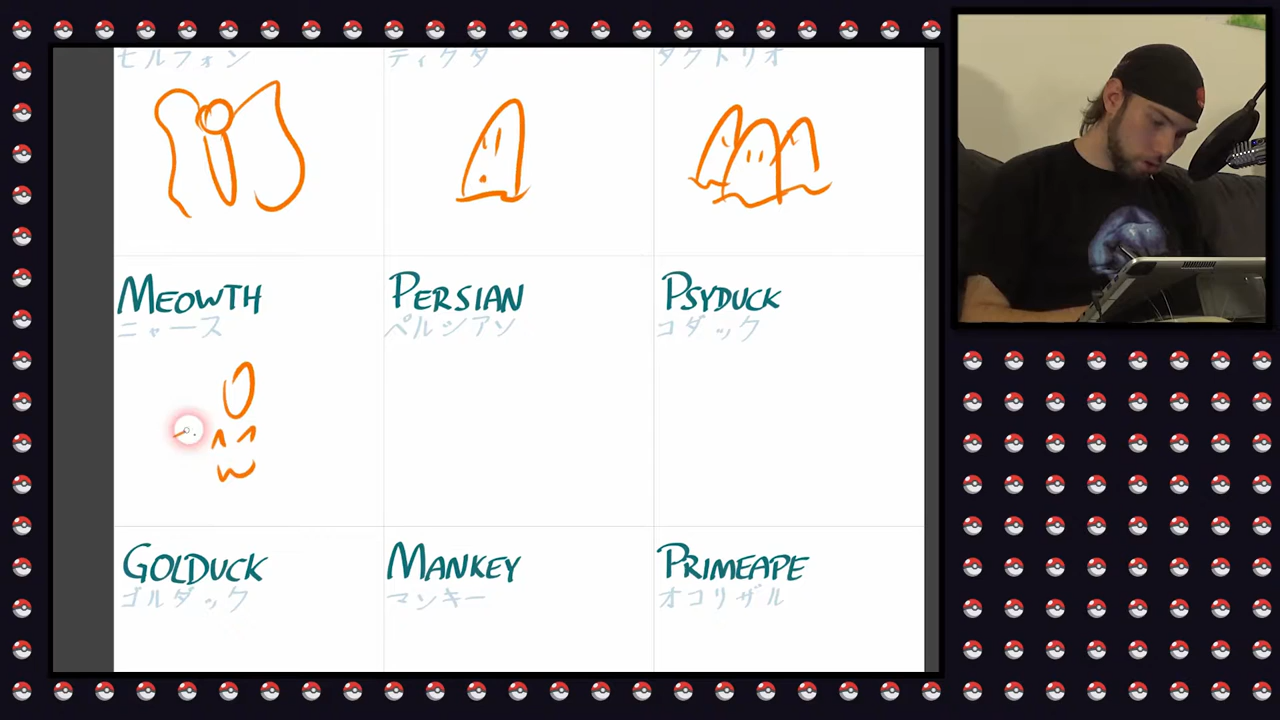 モルフォン
ディグダ
ダグトリオ
MEOWTH
ニャース
PERSIAN
ペルシアン
PSYDUCK
コダック
GOLDUCK
ゴルダック
MANKEY
マンキー
PRIMEAPE
オコリザル